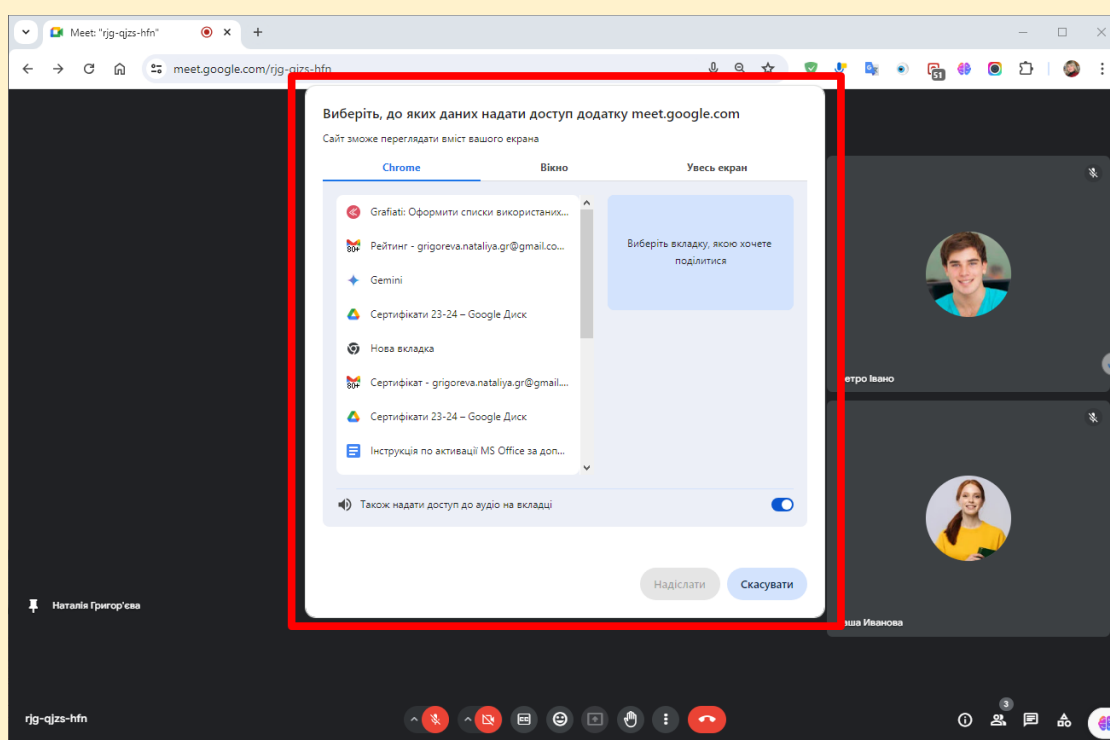 Meet: "rjg-qjzs-hfn"
meet.google.com/rjg-qjzs-hfn
51
Виберіть, до яких даних надати доступ додатку meet.google.com
Сайт зможе переглядати вміст вашого екрана
Chrome Вікно Увесь екран
Grafiati: Оформити списки використаних...
Рейтинг - grigoreva.nataliya.gr@gmail.co...
80+
Gemini
Сертифікати 23-24 – Google Диск
Нова вкладка
Сертифікат - grigoreva.nataliya.gr@gmail....
80+
Сертифікати 23-24 – Google Диск
Інструкція по активації MS Office за доп...
Виберіть вкладку, якою хочете
поділитися
Також надати доступ до аудіо на вкладці
Надіслати Скасувати
етро Івано
Наталія Григор'єва
аша Иванова
rjg-qjzs-hfn
3